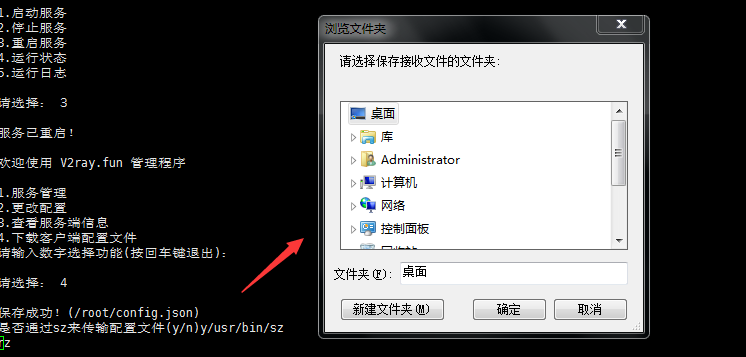 1.启动服务
2.停止服务
3.重启服务
4.运行状态
5.运行日志
请选择： 3
服务已重启！
欢迎使用 V2ray.fun 管理程序
1.服务管理
2.更改配置
3.查看服务端信息
4.下载客户端配置文件
请输入数字选择功能(按回车键退出)：
请选择： 4
保存成功！(/root/config.json)
是否通过sz来传输配置文件(y/n)y/usr/bin/sz
z
浏览文件夹
请选择保存接收文件的文件夹:
桌面
库
Administrator
计算机
网络
控制面板
文件夹(F): 桌面
新建文件夹(M) 确定 取消